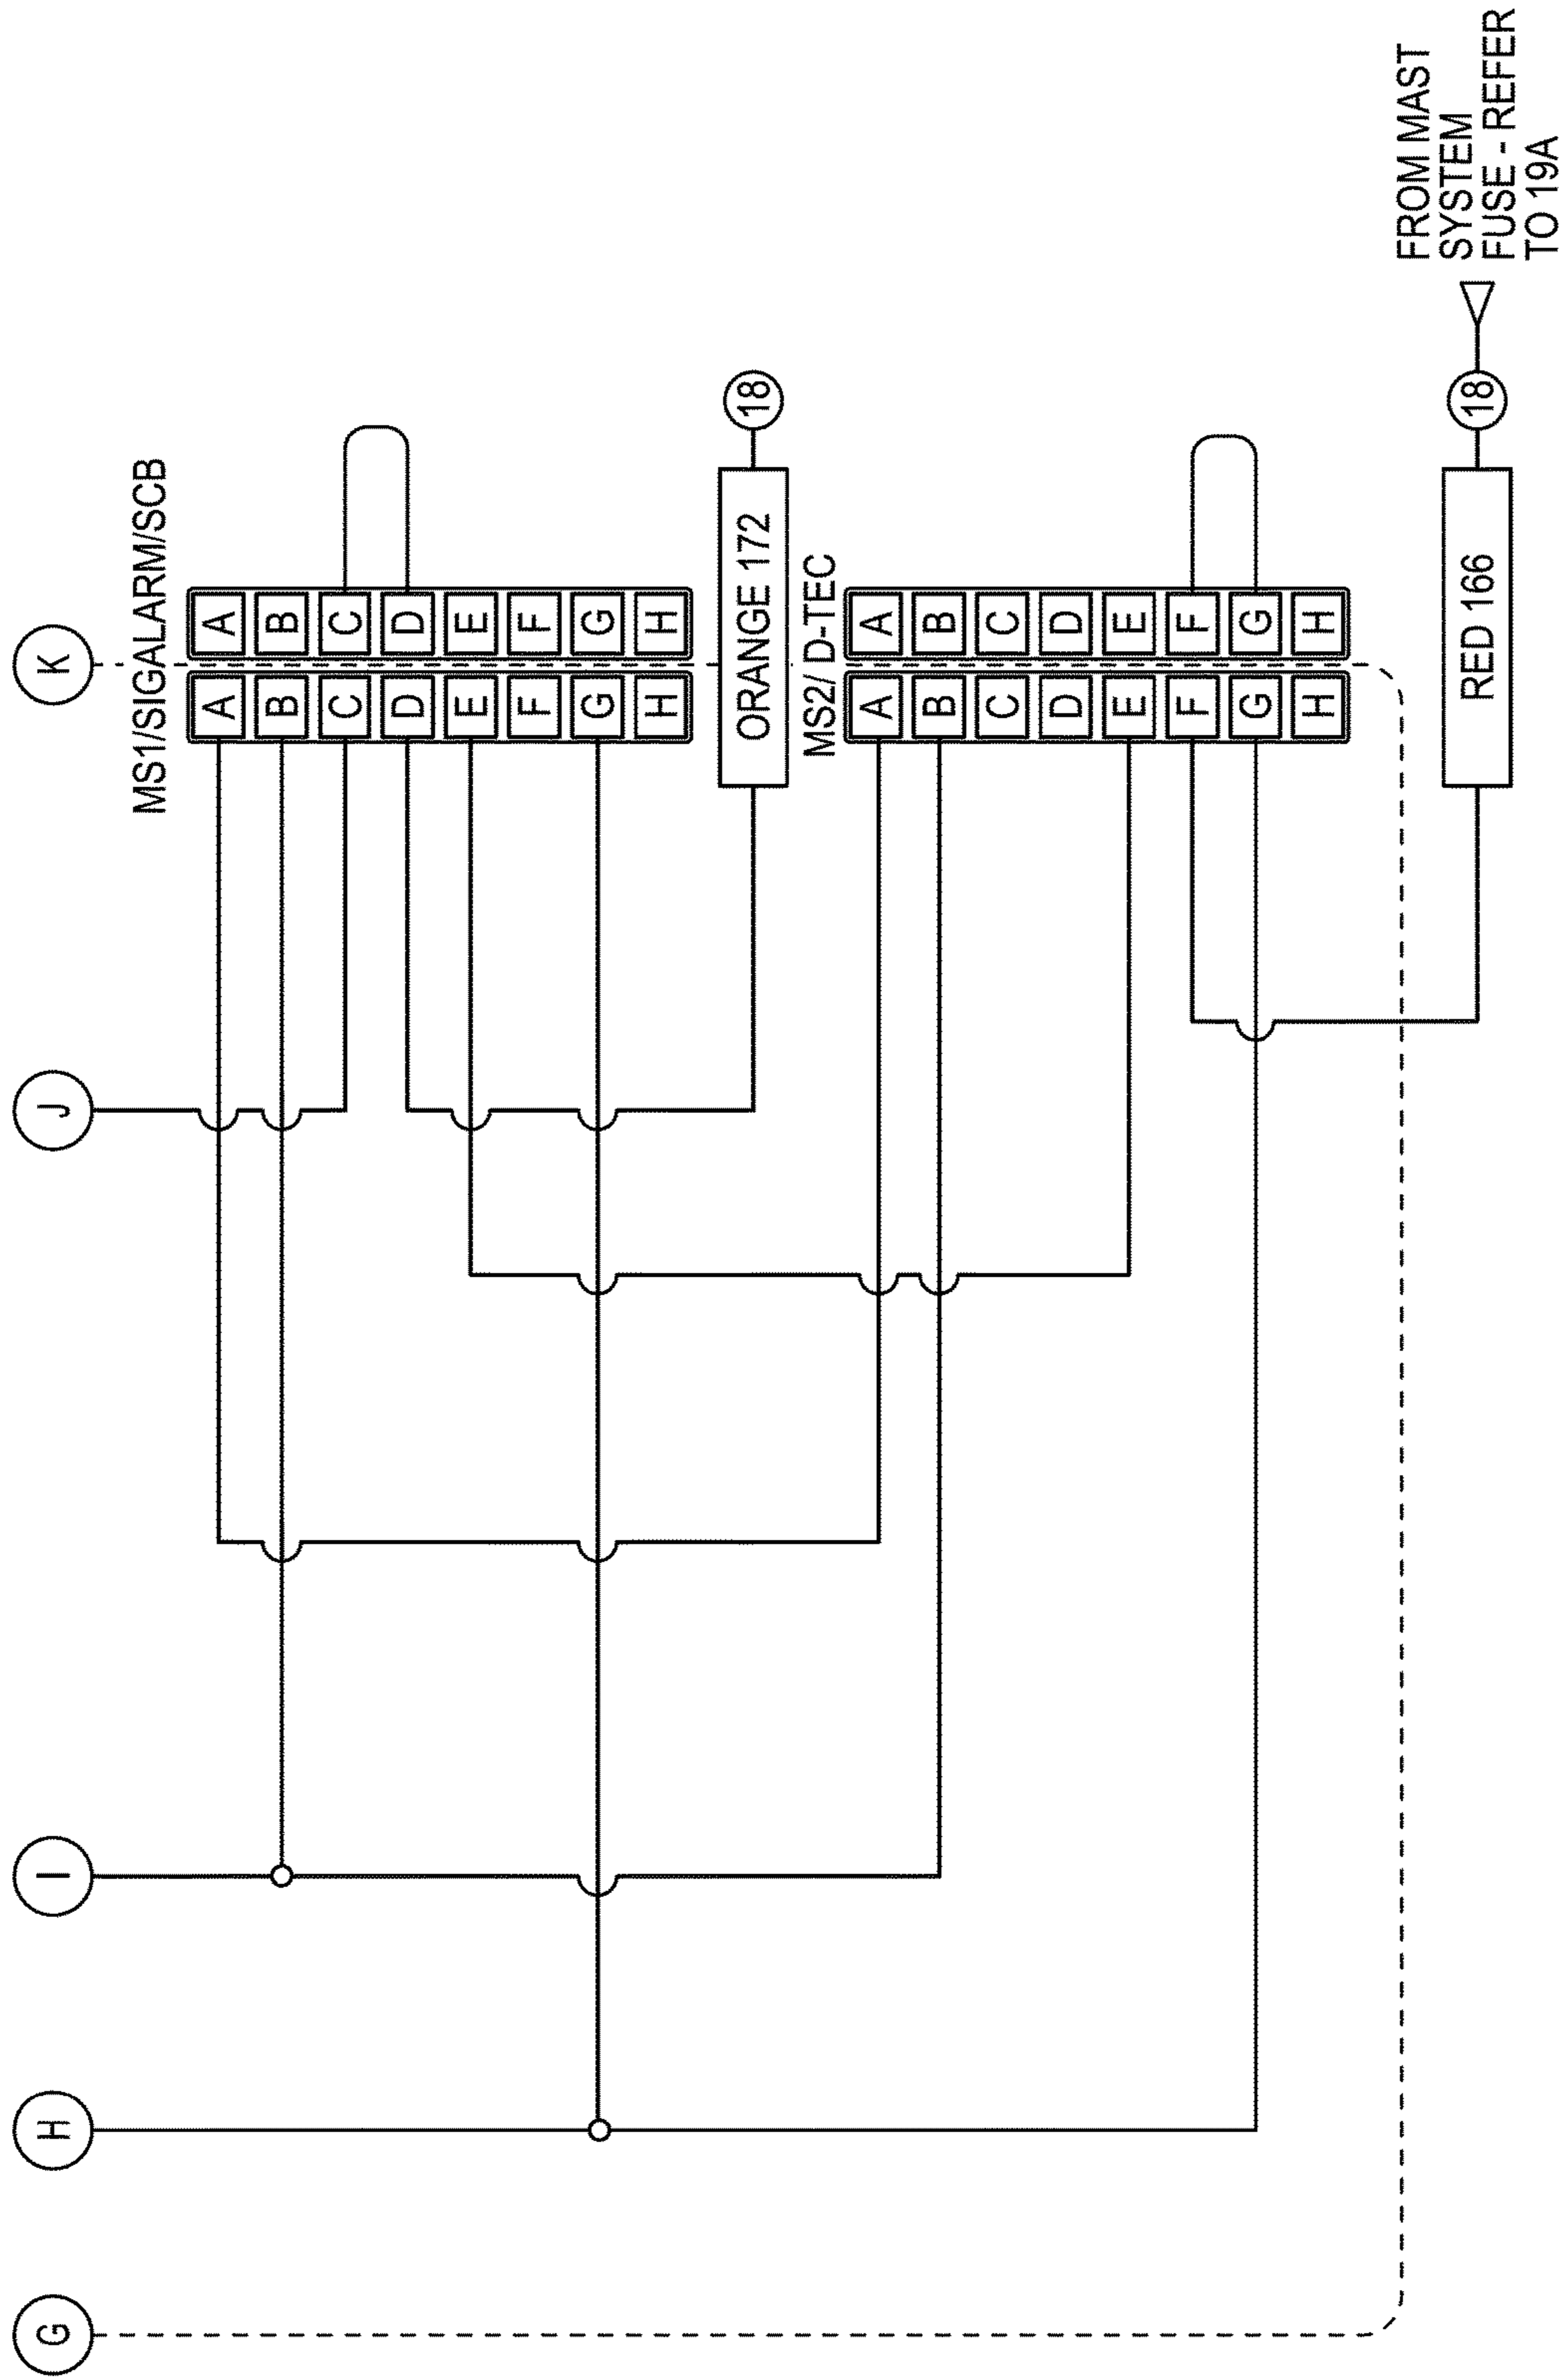 G
H
I
J
K
MS1/SIGALARM/SCB
A A
B B
C C
D D
E E
F F
G G
H H
ORANGE 172
18
MS2/ D-TEC
A A
B B
C C
D D
E E
F F
G G
H H
RED 166
18
FROM MAST
SYSTEM
FUSE - REFER
TO 19A